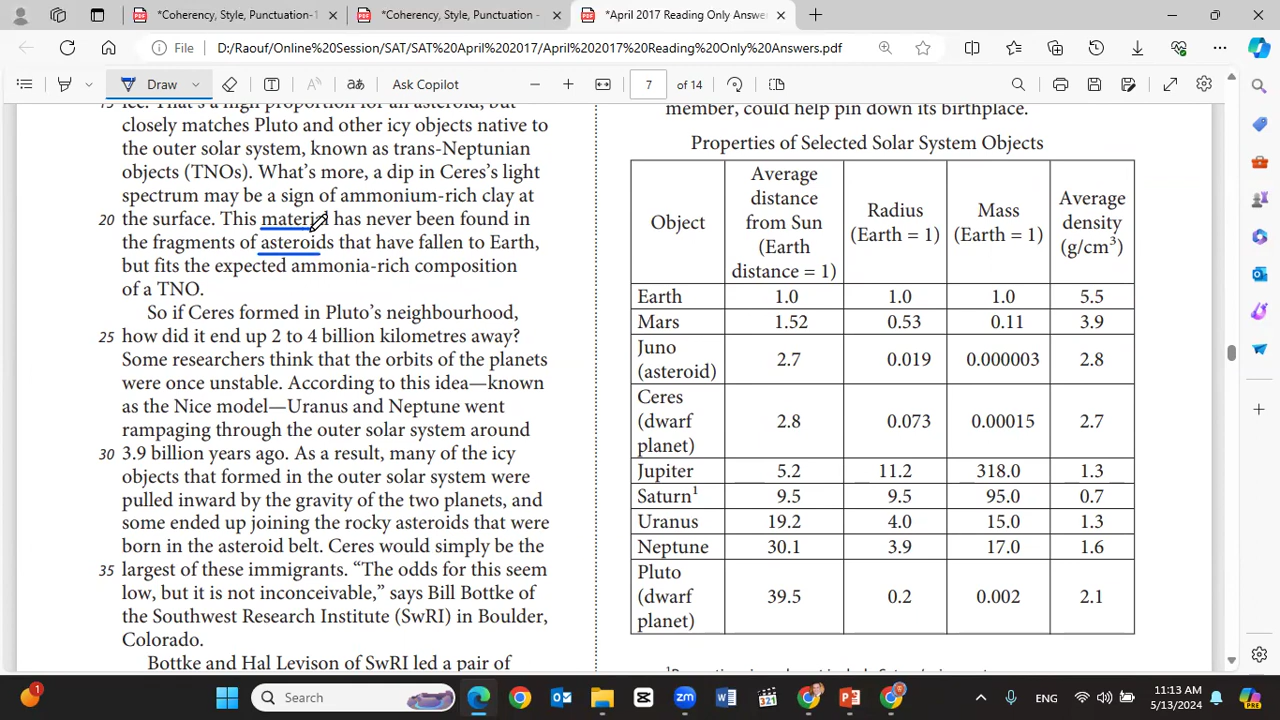 *Coherency, Style, Punctuation-1
*Coherency, Style, Punctuation -
*April 2017 Reading Only Answe
File
D:/Raouf/Online%20Session/SAT/SAT%20April%202017/April%202017%20Reading%20Only%20Answers.pdf
Draw
Ask Copilot
7
of 14
15 ice. That's a high proportion for an asteroid, but
closely matches Pluto and other icy objects native to
the outer solar system, known as trans-Neptunian
objects (TNOs). What's more, a dip in Ceres's light
spectrum may be a sign of ammonium-rich clay at
20 the surface. This material has never been found in
the fragments of asteroids that have fallen to Earth,
but fits the expected ammonia-rich composition
of a TNO.
So if Ceres formed in Pluto's neighbourhood,
25 how did it end up 2 to 4 billion kilometres away?
Some researchers think that the orbits of the planets
were once unstable. According to this idea—known
as the Nice model—Uranus and Neptune went
rampaging through the outer solar system around
30 3.9 billion years ago. As a result, many of the icy
objects that formed in the outer solar system were
pulled inward by the gravity of the two planets, and
some ended up joining the rocky asteroids that were
born in the asteroid belt. Ceres would simply be the
35 largest of these immigrants. “The odds for this seem
low, but it is not inconceivable,” says Bill Bottke of
the Southwest Research Institute (SwRI) in Boulder,
Colorado.
Bottke and Hal Levison of SwRI led a pair of
member, could help pin down its birthplace.
Properties of Selected Solar System Objects
Object
Average
distance
from Sun
(Earth
distance = 1)
Radius
(Earth = 1)
Mass
(Earth = 1)
Average
density
(g/cm³)
Earth 1.0 1.0 1.0 5.5
Mars 1.52 0.53 0.11 3.9
Juno
(asteroid) 2.7 0.019 0.000003 2.8
Ceres
(dwarf
planet) 2.8 0.073 0.00015 2.7
Jupiter 5.2 11.2 318.0 1.3
Saturn¹ 9.5 9.5 95.0 0.7
Uranus 19.2 4.0 15.0 1.3
Neptune 30.1 3.9 17.0 1.6
Pluto
(dwarf
planet) 39.5 0.2 0.002 2.1
1
Search
ENG
11:13 AM
5/13/2024
PRE